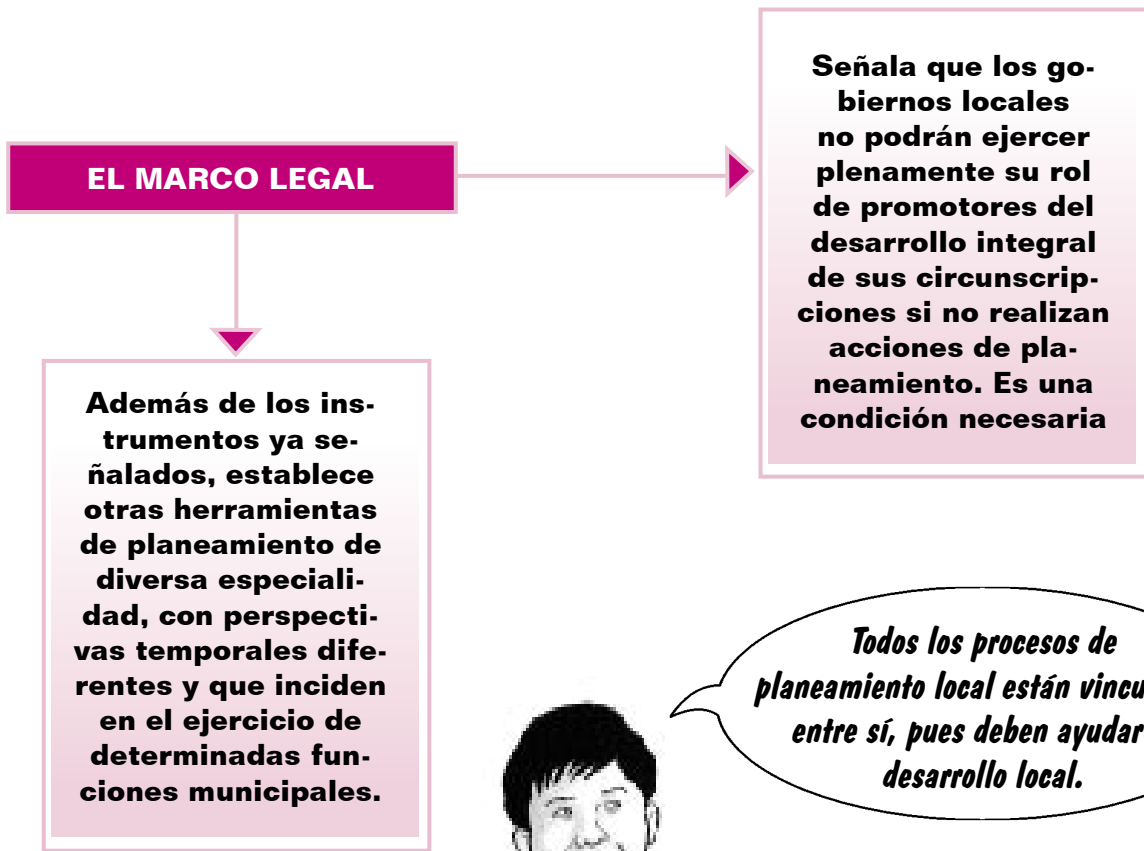 EL MARCO LEGAL
Señala que los go-
biernos locales
no podrán ejercer
plenamente su rol
de promotores del
desarrollo integral
de sus circunscrip-
ciones si no realizan
acciones de pla-
neamiento. Es una
condición necesaria
Además de los ins-
trumentos ya se-
ñalados, establece
otras herramientas
de planeamiento de
diversa especiali-
dad, con perspecti-
vas temporales dife-
rentes y que inciden
en el ejercicio de
determinadas fun-
ciones municipales.
Todos los procesos de
planeamiento local están
entre sí, pues deben ayudar
desarrollo local.